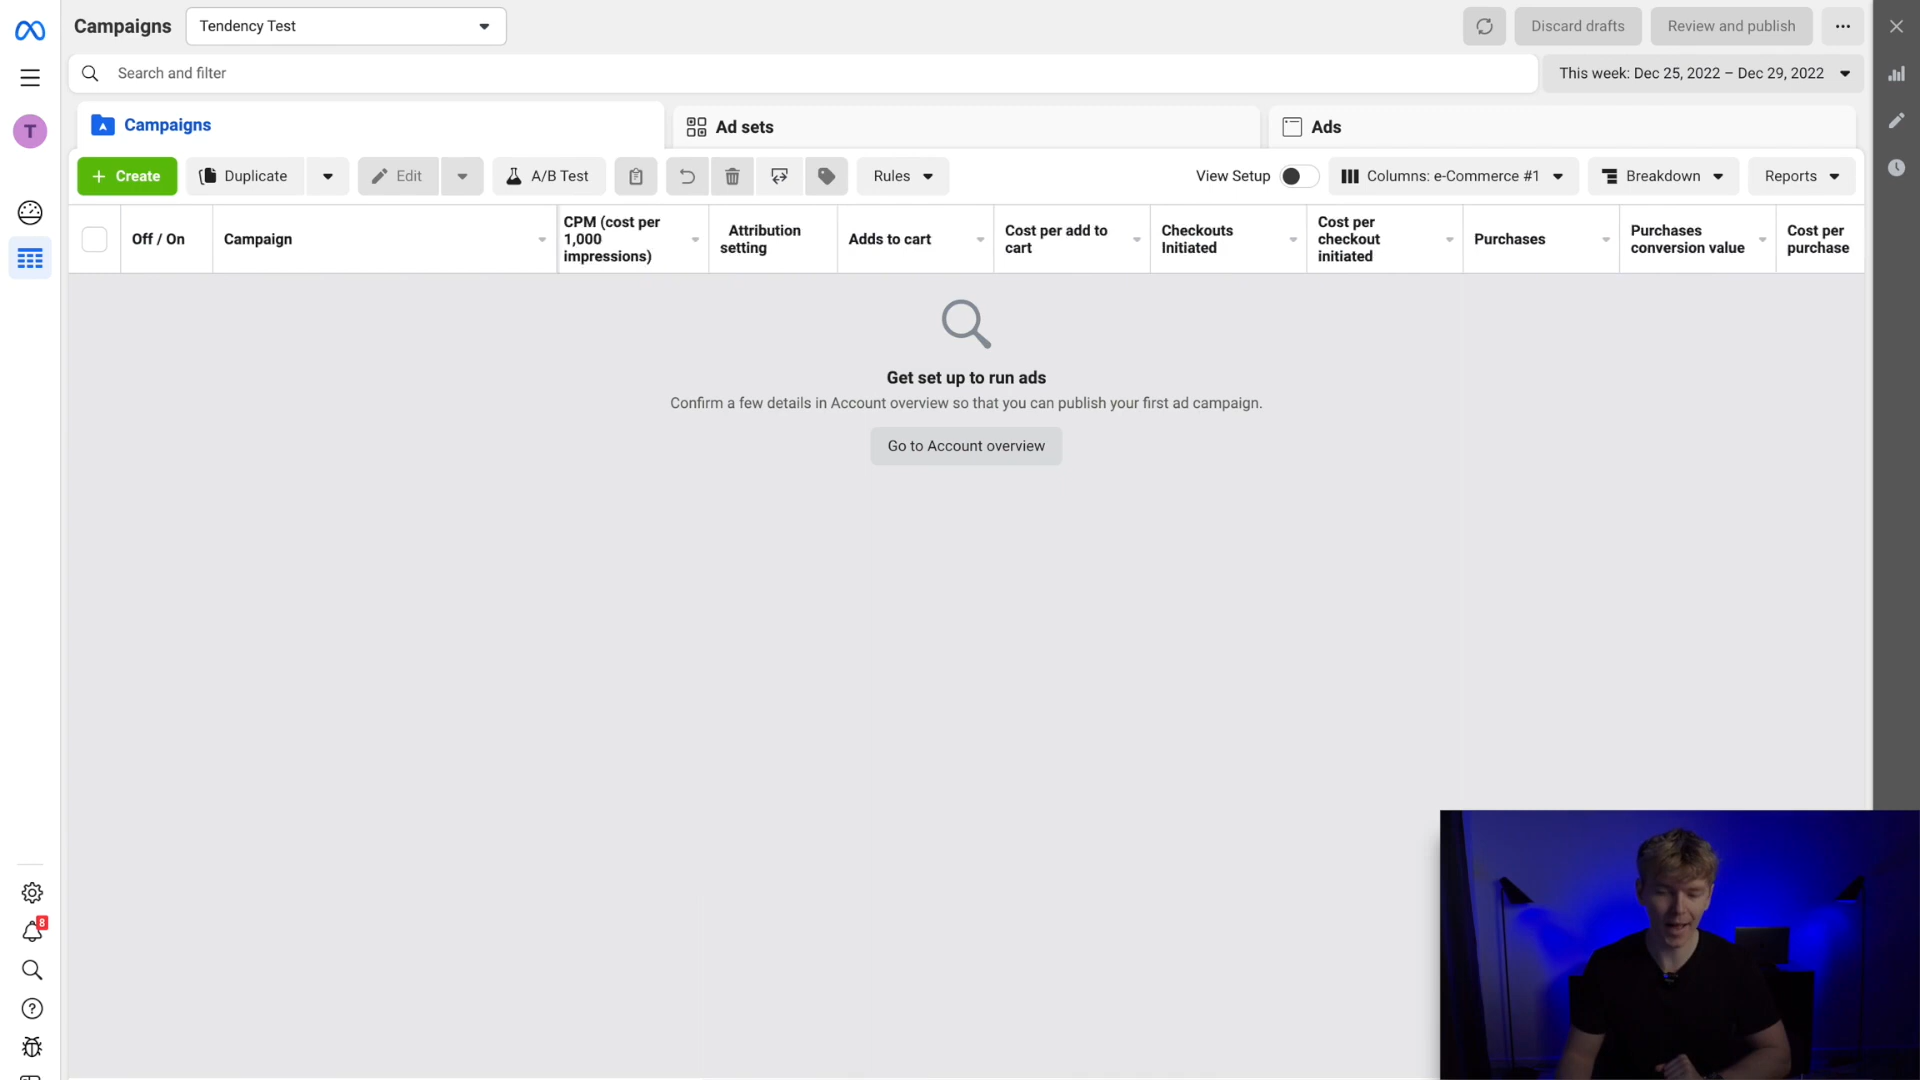 Campaigns
Tendency Test
Discard drafts
Review and publish
Search and filter
This week: Dec 25, 2022 – Dec 29, 2022
T
Campaigns
Ad sets
Ads
+ Create
Duplicate
Edit
A/B Test
Rules
View Setup
Columns: e-Commerce #1
Breakdown
Reports
Off / On
Campaign
CPM (cost per
1,000
impressions)
Attribution
setting
Adds to cart
Cost per add to
cart
Checkouts
Initiated
Cost per
checkout
initiated
Purchases
Purchases
conversion value
Cost per
purchase
Get set up to run ads
Confirm a few details in Account overview so that you can publish your first ad campaign.
Go to Account overview
8